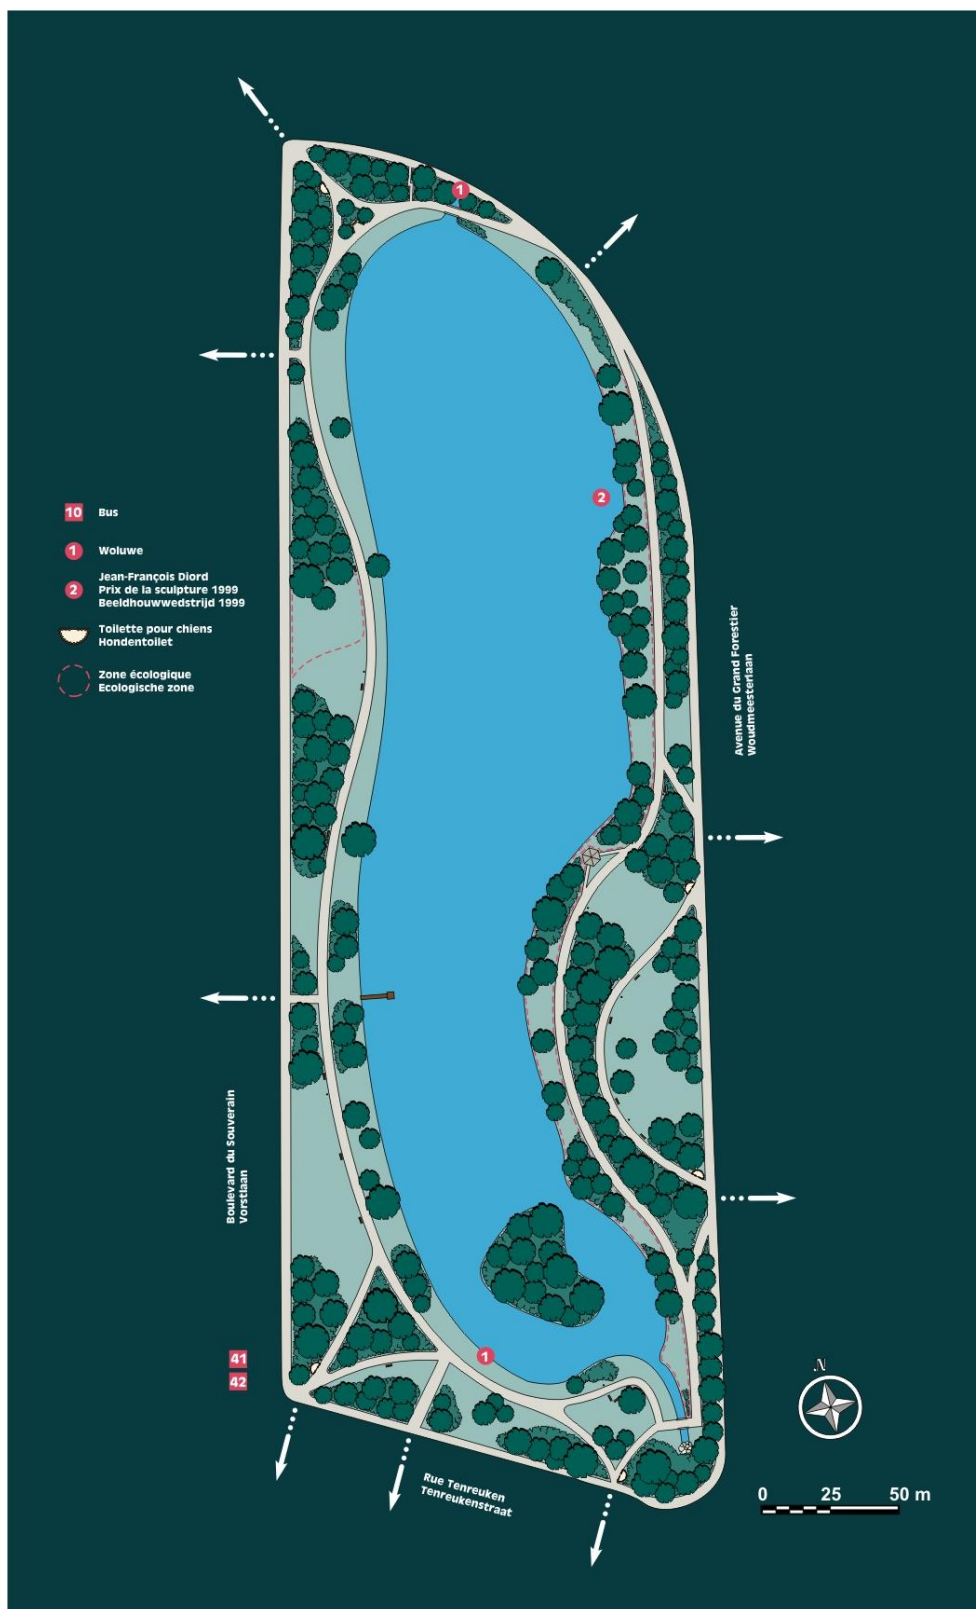 1
2
10 Bus
1 Woluwe
2 Jean-François Diord
Prix de la sculpture 1999
Beeldhouwwedstrijd 1999
Toilette pour chiens
Hondentoilet
Zone écologique
Ecologische zone
Avenue du Grand Forestier
Woudmeesterlaan
Boulevard du Souverain
Vorstlaan
41
42
1
N
Rue Tenreuken
Tenreukenstraat
0 25 50 m